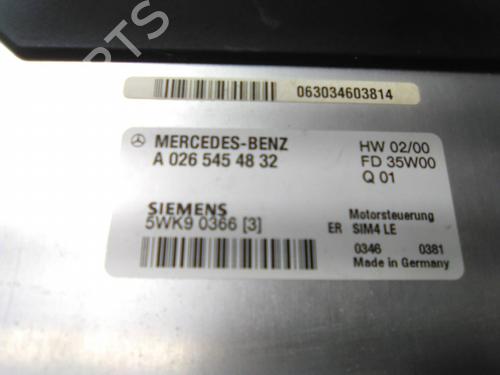 063034603814
MERCEDES-BENZ
A 026 545 48 32
HW 02/00
FD 35W00
Q 01
SIEMENS
5WK9 0366 [3]
ER
Motorsteuerung
SIM4 LE
0346 0381
Made in Germany